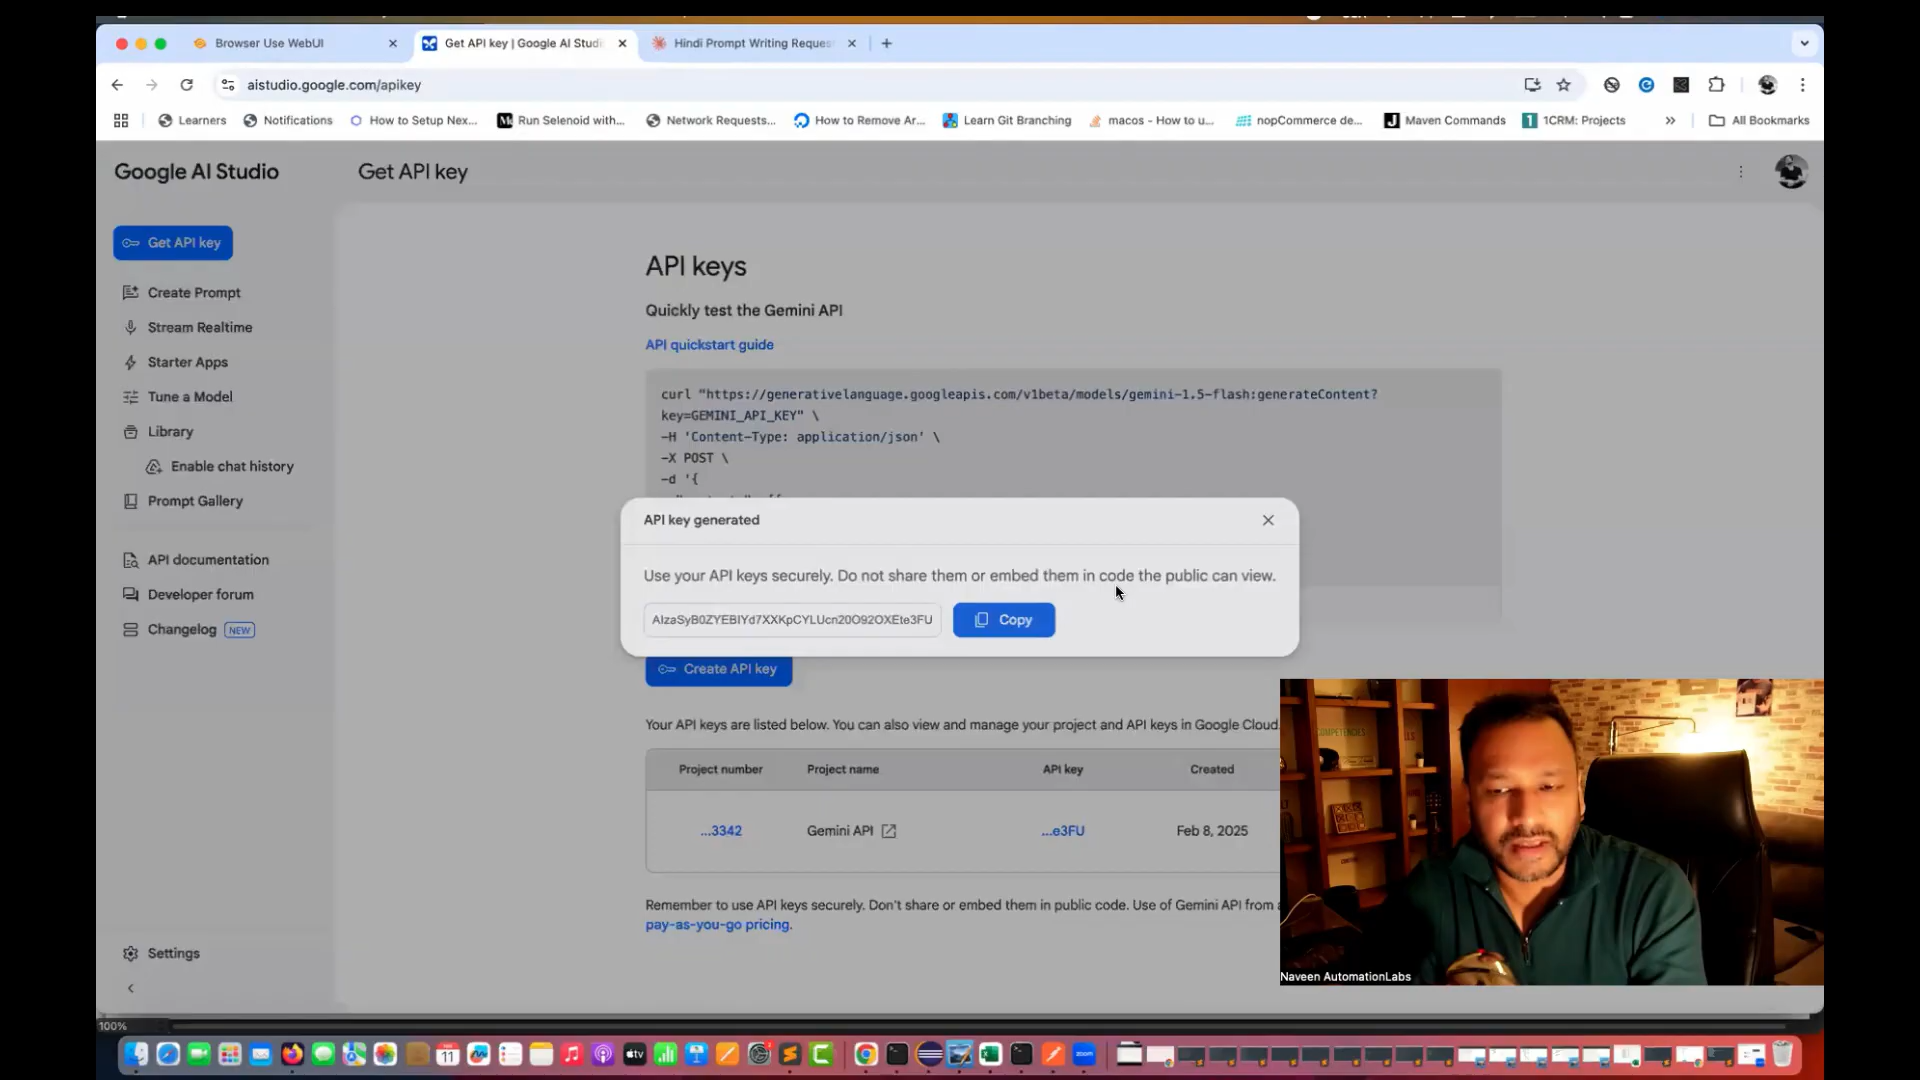 Browser Use WebUI
Get API key | Google AI Studi
Hindi Prompt Writing Reques
aistudio.google.com/apikey
Learners
Notifications
How to Setup Nex...
Run Selenoid with...
Network Requests...
How to Remove Ar...
Learn Git Branching
macos - How to u...
nopCommerce de...
Maven Commands
1CRM: Projects
All Bookmarks
Google AI Studio
Get API key
Get API key
Create Prompt
Stream Realtime
Starter Apps
Tune a Model
Library
Enable chat history
Prompt Gallery
API documentation
Developer forum
Changelog NEW
Settings
API keys
Quickly test the Gemini API
API quickstart guide
curl "https://generativelanguage.googleapis.com/v1beta/models/gemini-1.5-flash:generateContent?
key=GEMINI_API_KEY" \
-H 'Content-Type: application/json' \
-X POST \
-d '{
API key generated
Use your API keys securely. Do not share them or embed them in code the public can view.
AIzaSyB0ZYEBIYd7XXKpCYLUcn20O92OXEte3FU
Copy
Create API key
Your API keys are listed below. You can also view and manage your project and API keys in Google Cloud.
Project number Project name API key Created
...3342 Gemini API ...e3FU Feb 8, 2025
Remember to use API keys securely. Don't share or embed them in public code. Use of Gemini API from
pay-as-you-go pricing.
COMPETENCIES
Naveen AutomationLabs
100%
11
tv
zoom